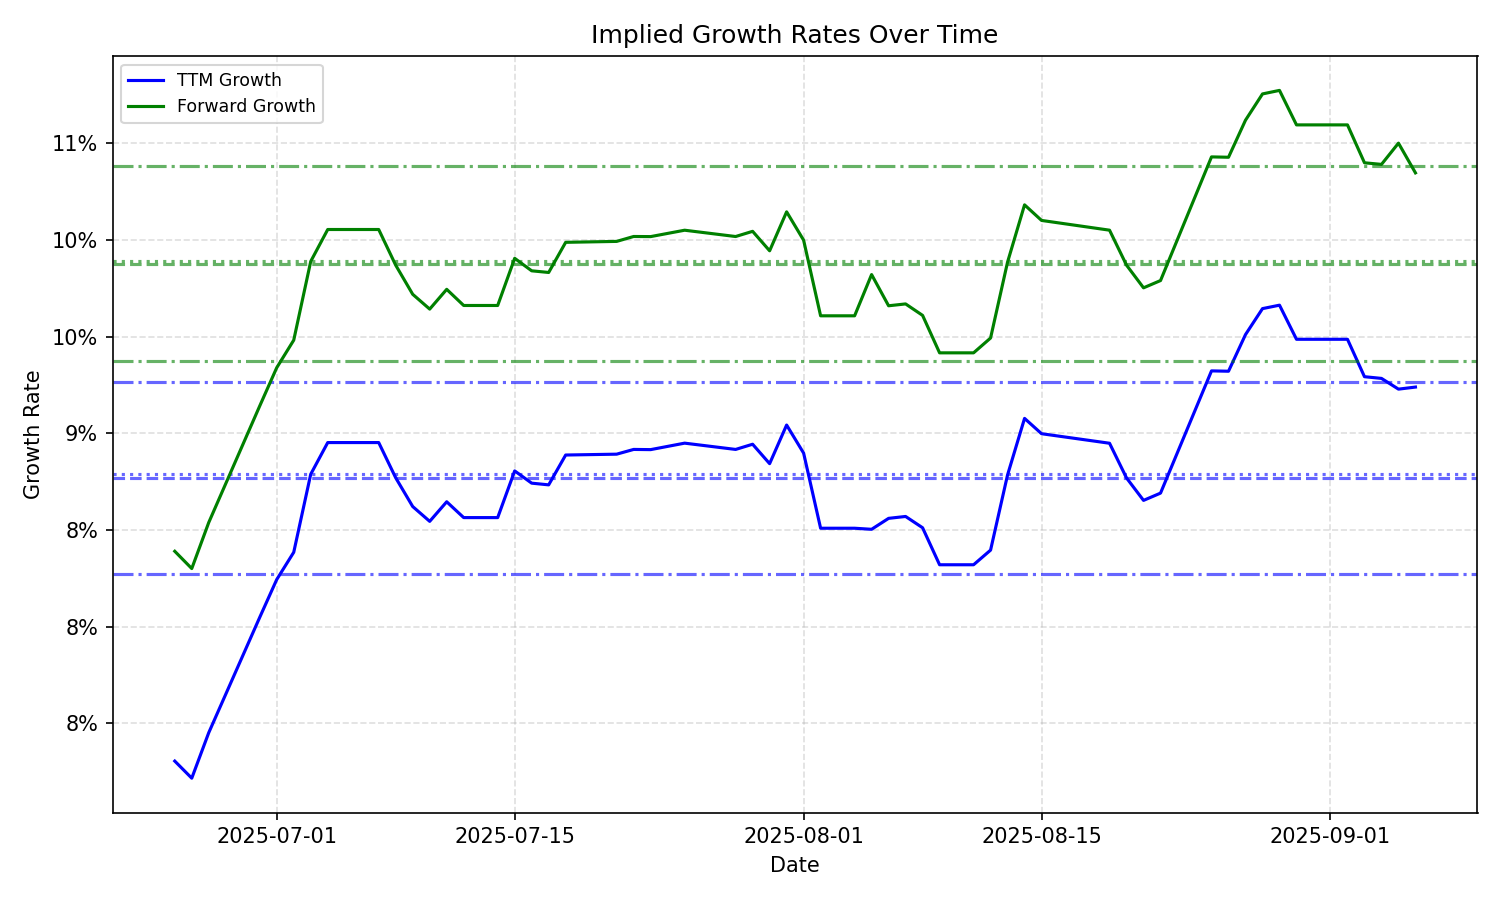 Implied Growth Rates Over Time
TTM Growth
Forward Growth
11%
10%
10%
9%
8%
8%
8%
Growth Rate
2025-07-01
2025-07-15
2025-08-01
2025-08-15
2025-09-01
Date